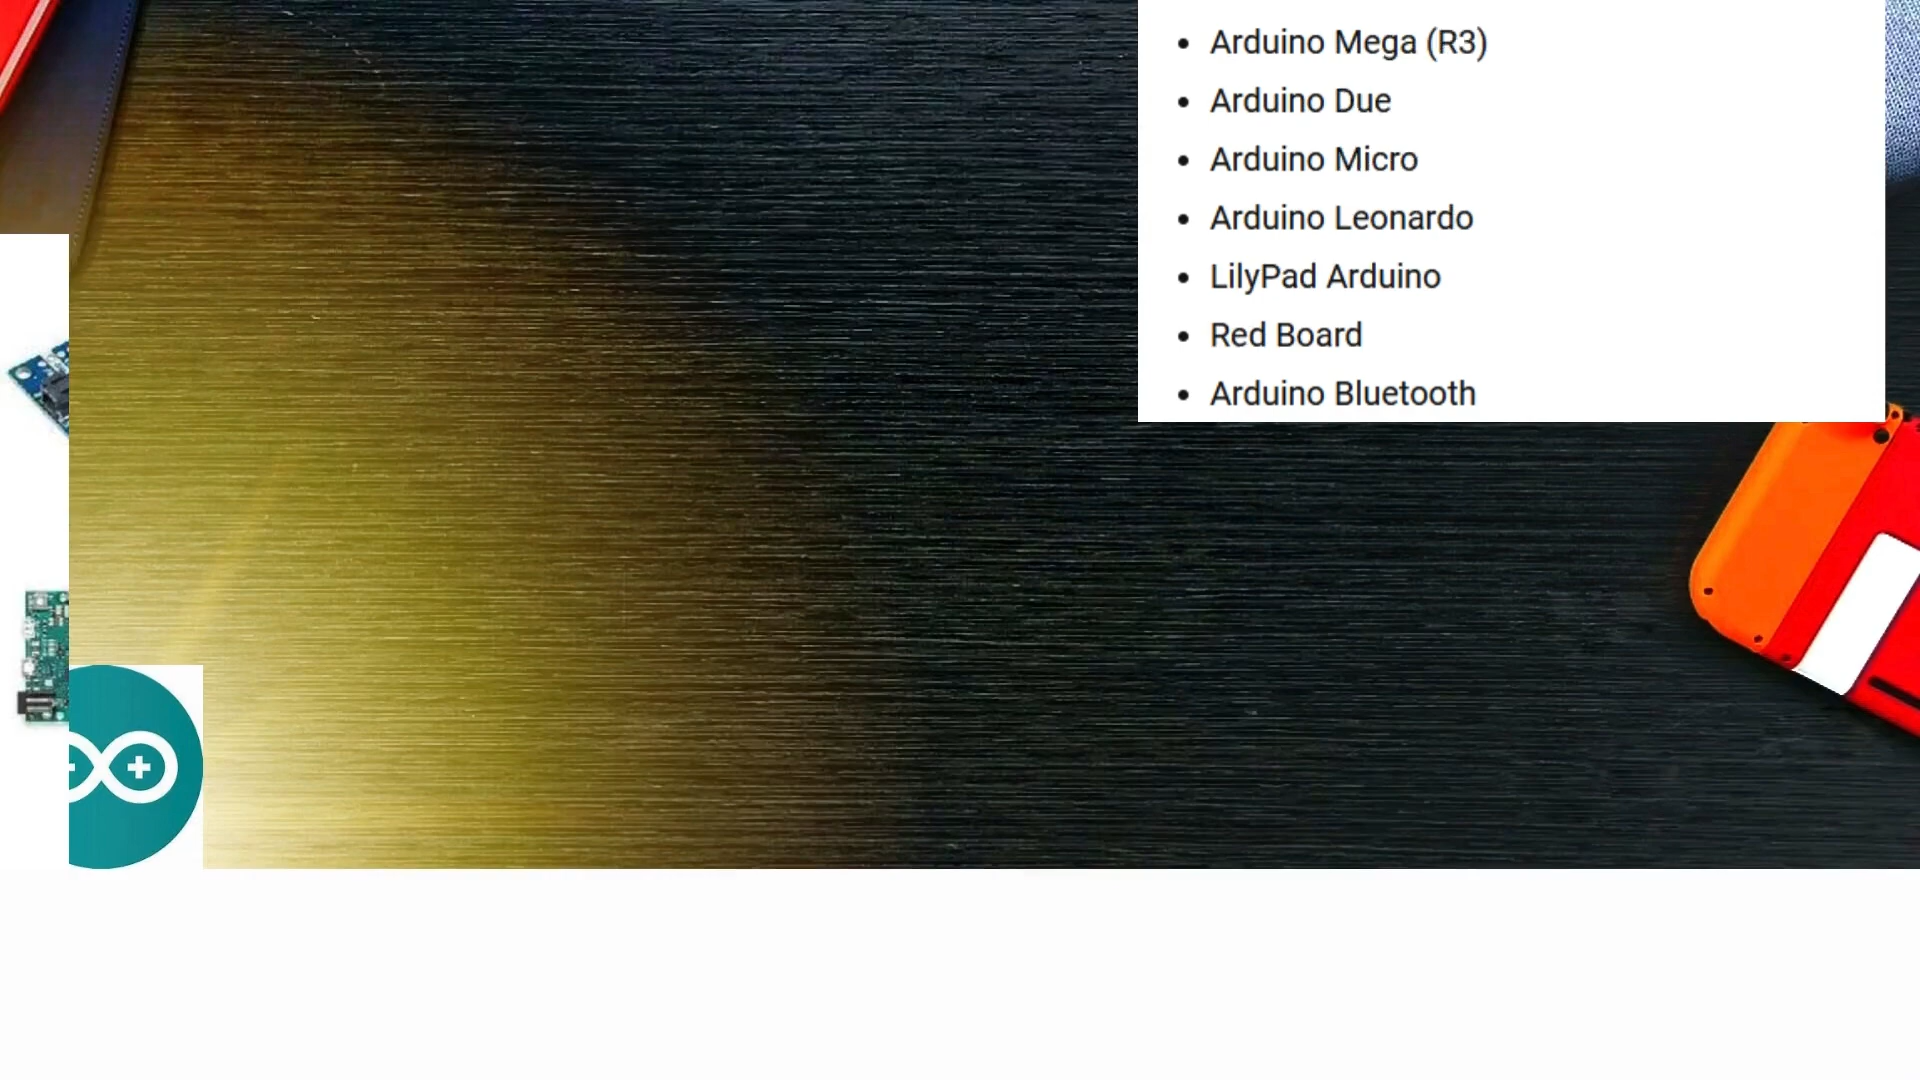 • Arduino Mega (R3)
• Arduino Due
• Arduino Micro
• Arduino Leonardo
• LilyPad Arduino
• Red Board
• Arduino Bluetooth